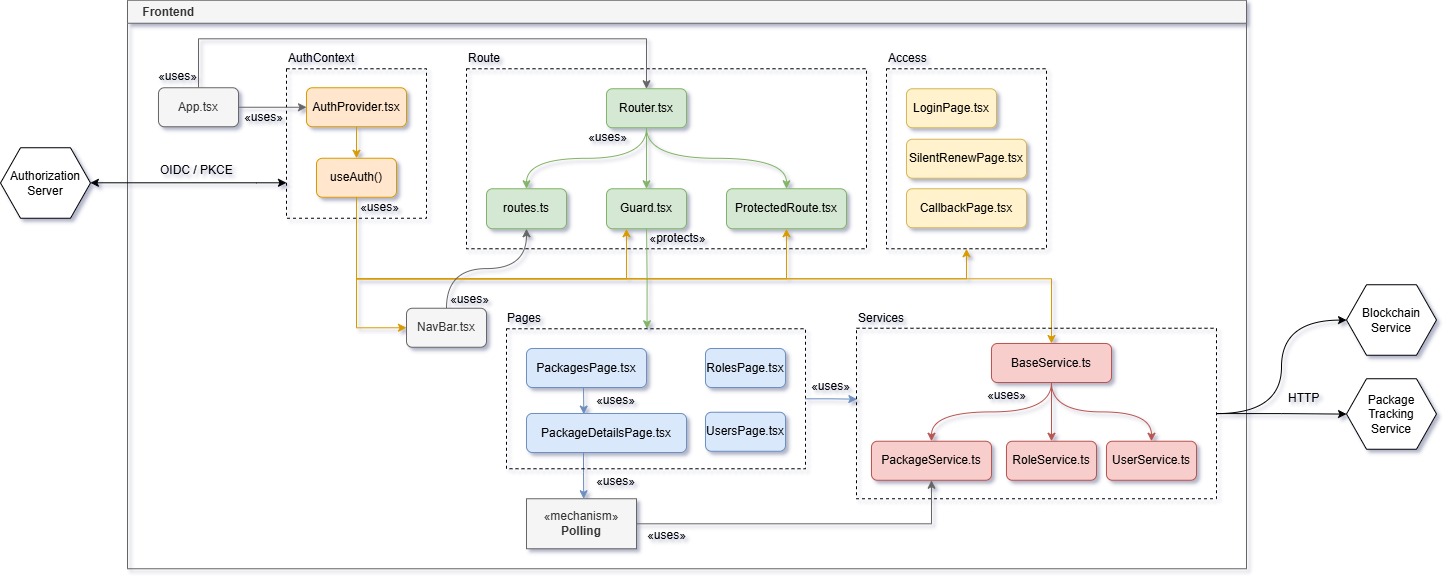 Frontend
AuthContext
Route
Access
«uses»
App.tsx
«uses»
AuthProvider.tsx
useAuth()
«uses»
Authorization
Server
OIDC / PKCE
Router.tsx
«uses»
routes.ts
Guard.tsx
ProtectedRoute.tsx
«protects»
LoginPage.tsx
SilentRenewPage.tsx
CallbackPage.tsx
«uses»
NavBar.tsx
Pages
PackagesPage.tsx
«uses»
PackageDetailsPage.tsx
RolesPage.tsx
UsersPage.tsx
«uses»
«uses»
«mechanism»
Polling
«uses»
Services
BaseService.ts
«uses»
PackageService.ts
RoleService.ts
UserService.ts
HTTP
Blockchain
Service
Package
Tracking
Service